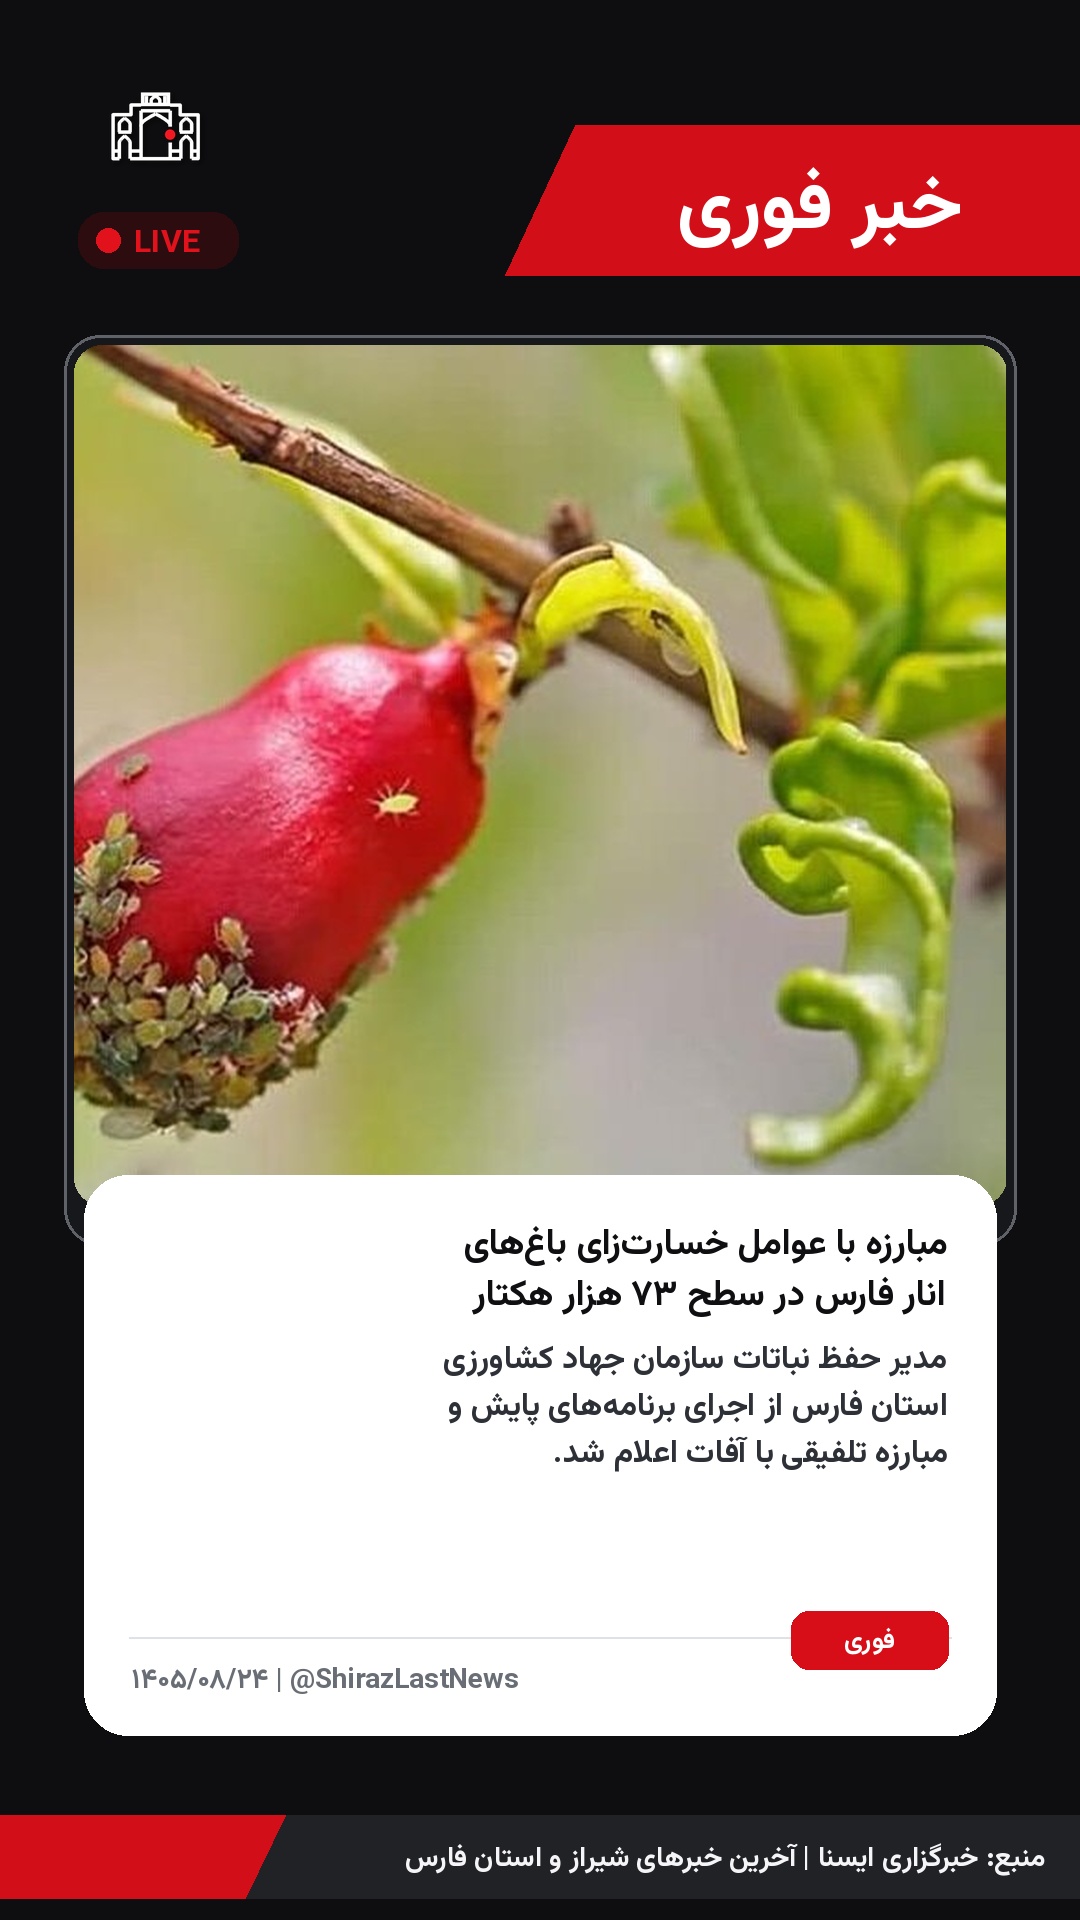 خبر فوری
LIVE
مبارزه با عوامل خسارت‌زای باغ‌های
انار فارس در سطح ۷۳ هزار هکتار
مدیر حفظ نباتات سازمان جهاد کشاورزی
استان فارس از اجرای برنامه‌های پایش و
مبارزه تلفیقی با آفات اعلام شد.
فوری
۱۴۰۵/۰۸/۲۴ | @ShirazLastNews
منبع: خبرگزاری ایسنا | آخرین خبرهای شیراز و استان فارس